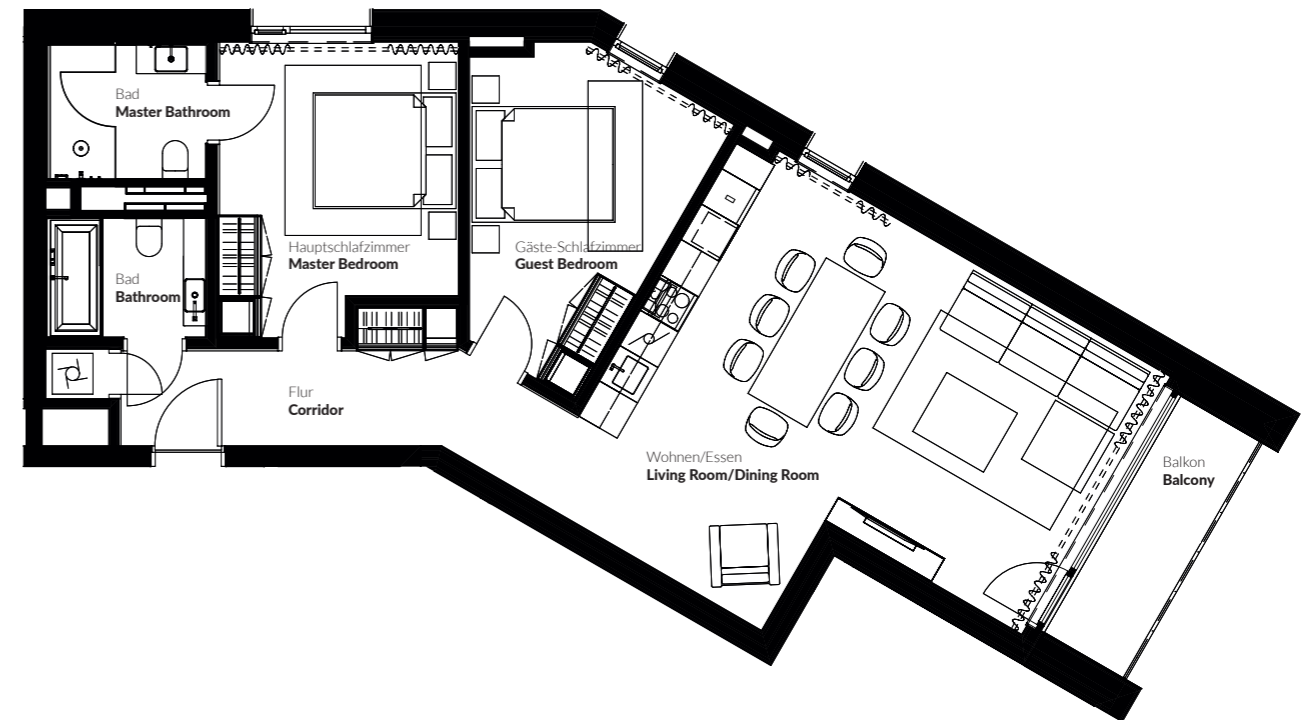 Bad
Master Bathroom
Hauptschlafzimmer
Master Bedroom
Gäste-Schlafzimmer
Guest Bedroom
Bad
Bathroom
Flur
Corridor
Wohnen/Essen
Living Room/Dining Room
Balkon
Balcony